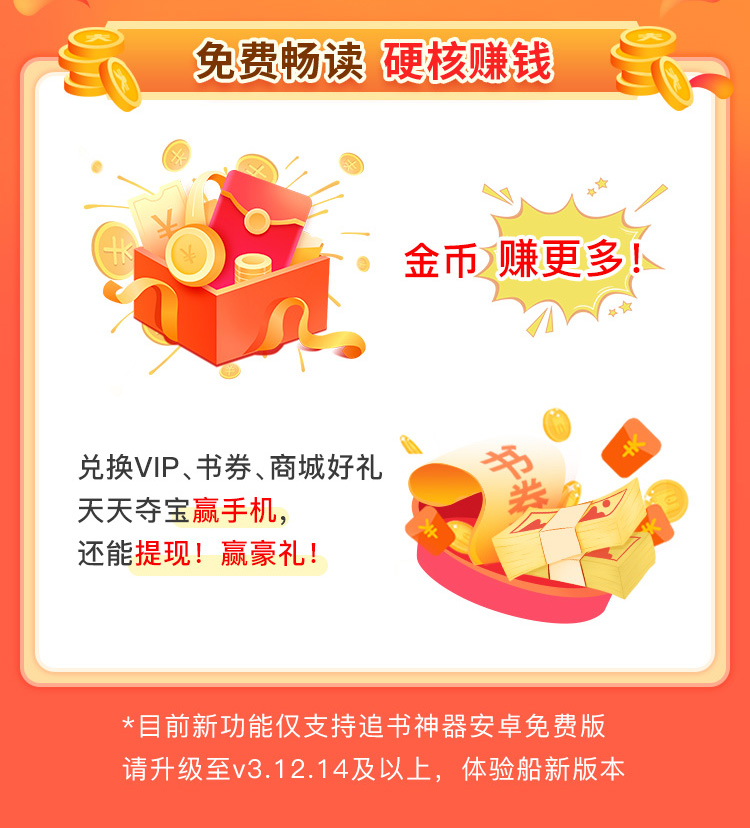 免费畅读 硬核赚钱
金币 赚更多!
兑换VIP、书券、商城好礼
天天夺宝赢手机，
还能提现！赢豪礼！
书券
*目前新功能仅支持追书神器安卓免费版
请升级至v3.12.14及以上，体验船新版本